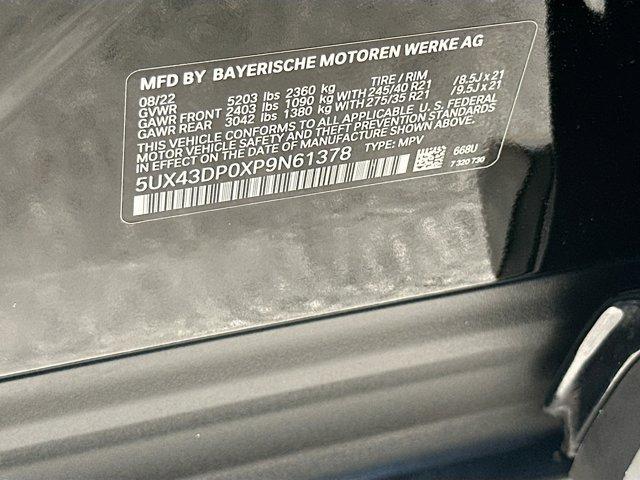 MFD BY BAYERISCHE MOTOREN WERKE AG
08/22 TIRE / RIM
GVWR 5203 lbs 2360 kg
GAWR FRONT 2403 lbs 1090 kg WITH 245/40 R21 / 8.5J x 21
GAWR REAR 3042 lbs 1380 kg WITH 275/35 R21 / 9.5J x 21
THIS VEHICLE CONFORMS TO ALL APPLICABLE U. S. FEDERAL
MOTOR VEHICLE SAFETY AND THEFT PREVENTION STANDARDS
IN EFFECT ON THE DATE OF MANUFACTURE SHOWN ABOVE.
5UX43DP0XP9N61378 TYPE: MPV 668U
7 320 730